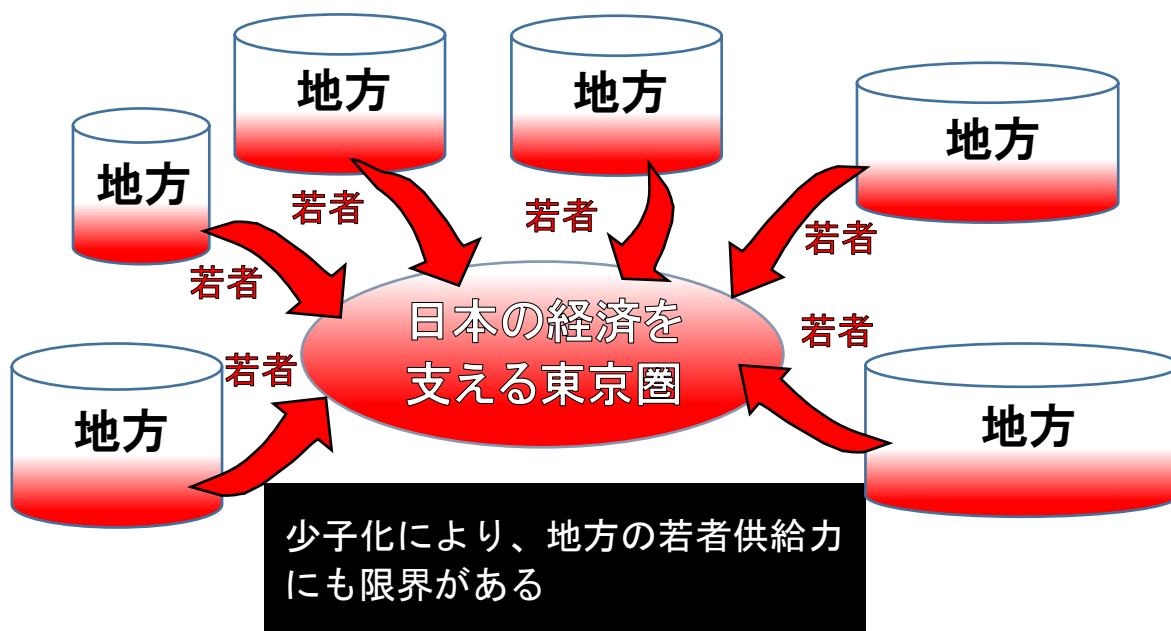 地方
地方
地方
地方
地方
若者
若者
若者
若者
若者
若者
日本の経済を
支える東京圏
地方
地方
少子化により、地方の若者供給力
にも限界がある